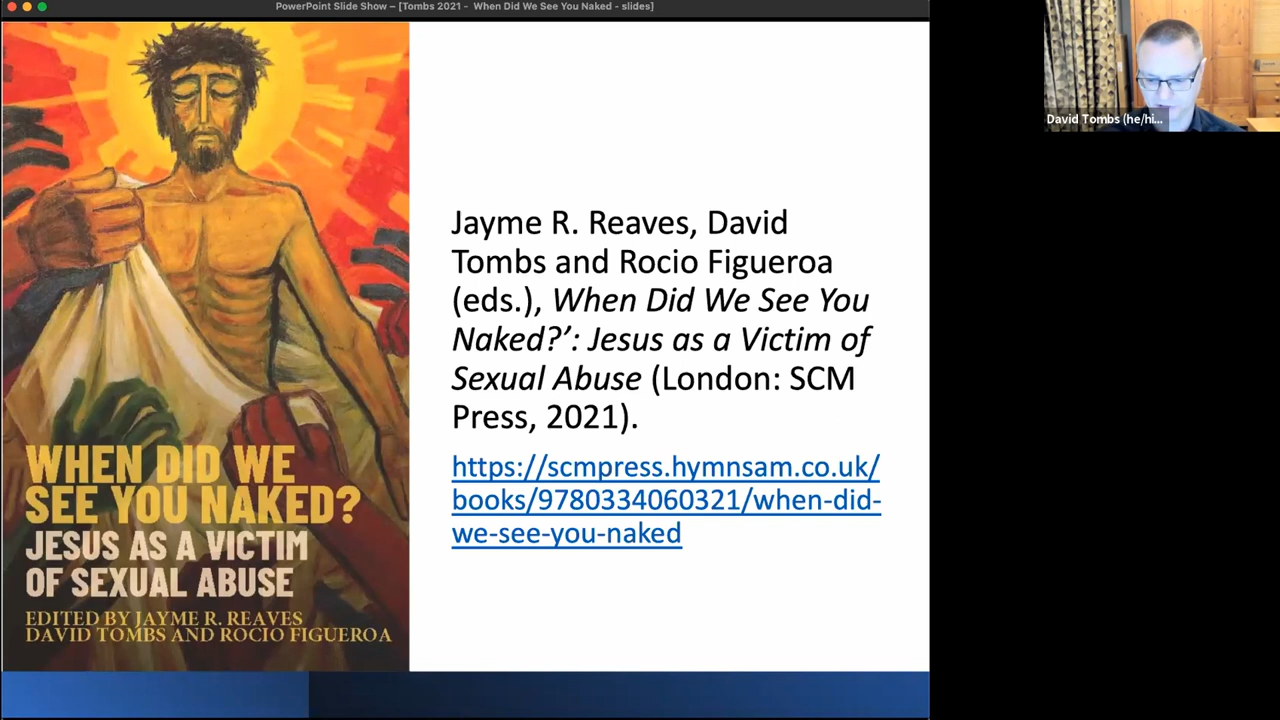 PowerPoint Slide Show – [Tombs 2021 - When Did We See You Naked - slides]
David Tombs (he/hi...
Jayme R. Reaves, David
Tombs and Rocio Figueroa
(eds.), When Did We See You
Naked?’: Jesus as a Victim of
Sexual Abuse (London: SCM
Press, 2021).
https://scmpress.hymnsam.co.uk/
books/9780334060321/when-did-
we-see-you-naked
WHEN DID WE
SEE YOU NAKED?
JESUS AS A VICTIM
OF SEXUAL ABUSE
EDITED BY JAYME R. REAVES
DAVID TOMBS AND ROCIO FIGUEROA